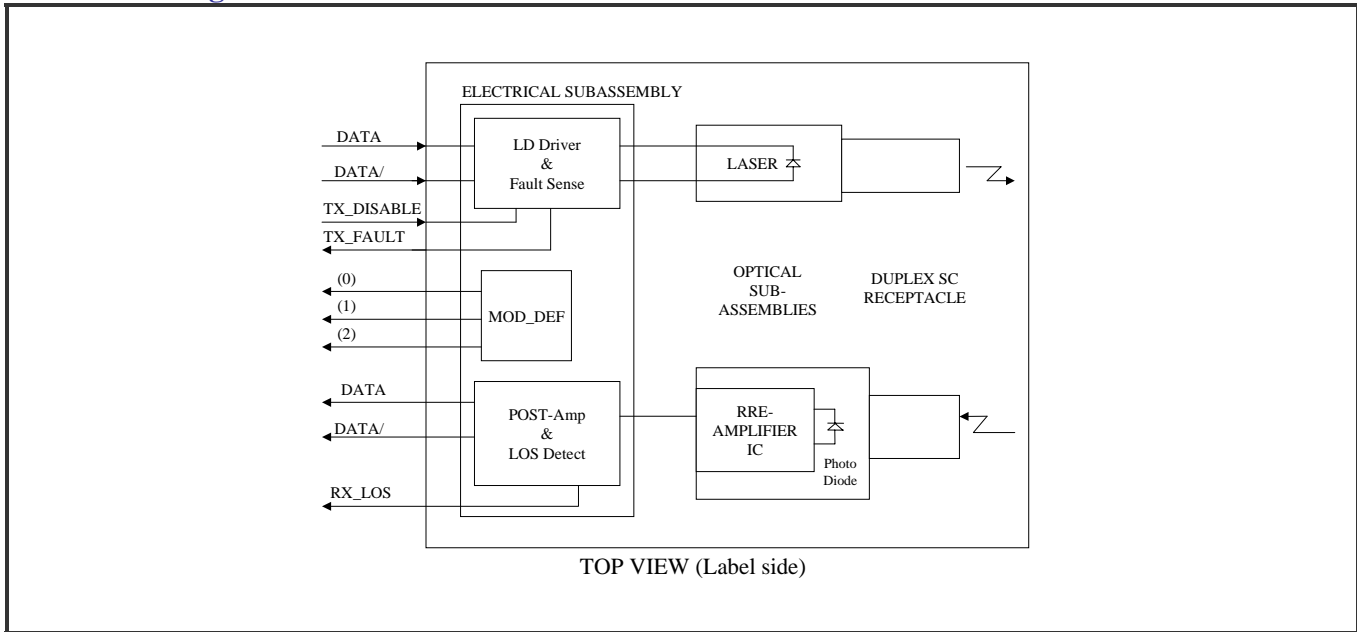 ELECTRICAL SUBASSEMBLY
DATA
DATA/
TX_DISABLE
TX_FAULT
LD Driver
&
Fault Sense
LASER
(0)
(1)
(2)
MOD_DEF
OPTICAL
SUB-
ASSEMBLIES
DUPLEX SC
RECEPTACLE
DATA
DATA/
RX_LOS
POST-Amp
&
LOS Detect
RRE-
AMPLIFIER
IC
Photo
Diode
TOP VIEW (Label side)